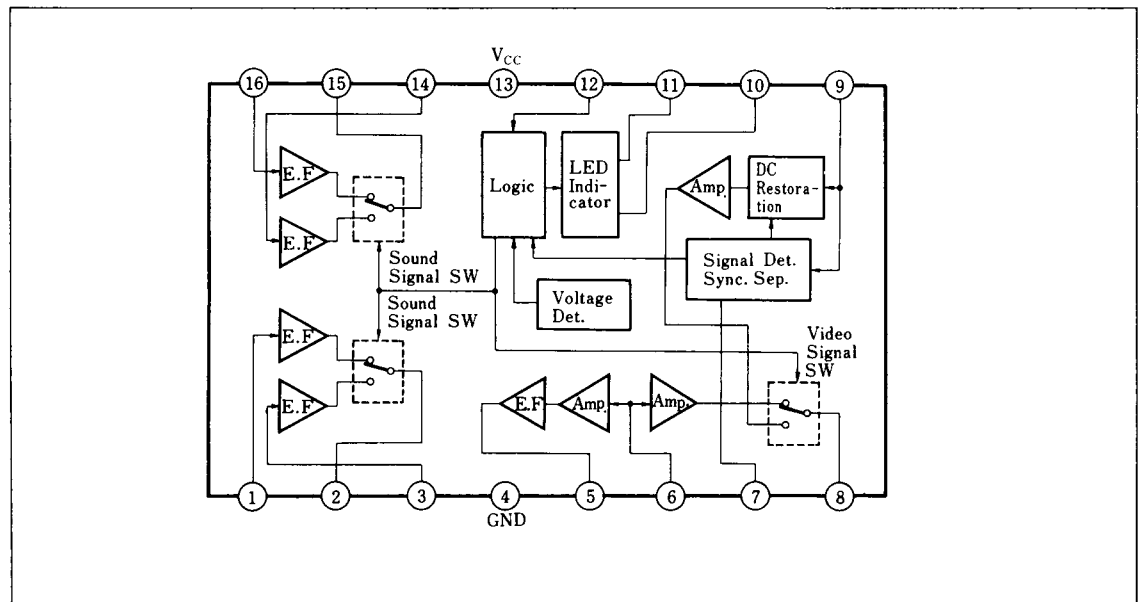 V_CC
16
15
14
13
12
11
10
9
E.F
E.F
Logic
LED
Indi-
cator
Amp.
DC
Restora-
tion
Signal Det.
Sync. Sep.
Sound
Signal SW
Sound
Signal SW
Voltage
Det.
Video
Signal
SW
E.F
E.F
E.F
Amp.
Amp.
1
2
3
4
5
6
7
8
GND